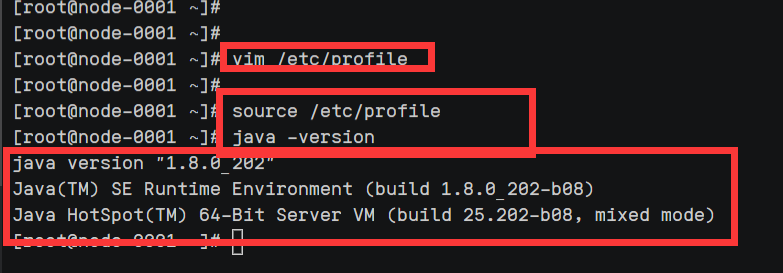 [root@node-0001 ~]#
[root@node-0001 ~]#
[root@node-0001 ~]# vim /etc/profile
[root@node-0001 ~]#
[root@node-0001 ~]# source /etc/profile
[root@node-0001 ~]# java -version
java version "1.8.0_202"
Java(TM) SE Runtime Environment (build 1.8.0_202-b08)
Java HotSpot(TM) 64-Bit Server VM (build 25.202-b08, mixed mode)
[root@node-0001 ~]#